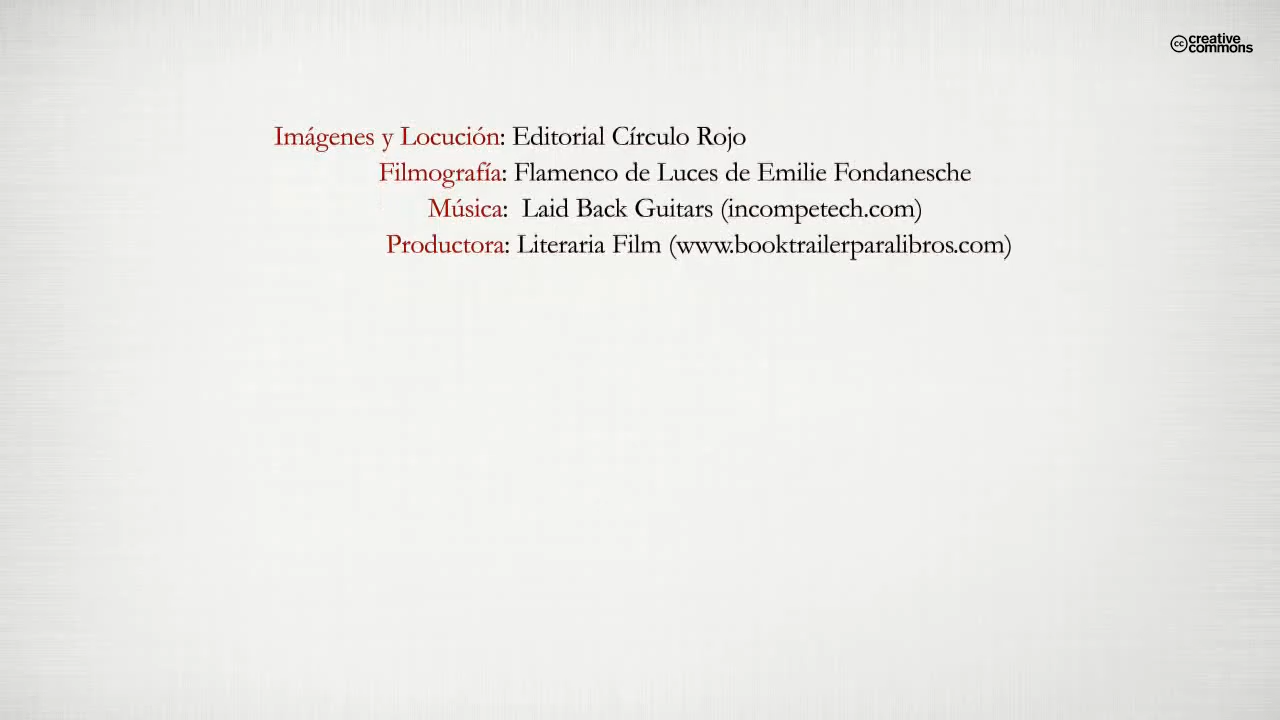 cc creative
commons
Imágenes y Locución: Editorial Círculo Rojo
Filmografía: Flamenco de Luces de Emilie Fondanesche
Música: Laid Back Guitars (incompetech.com)
Productora: Literaria Film (www.booktrailerparalibros.com)